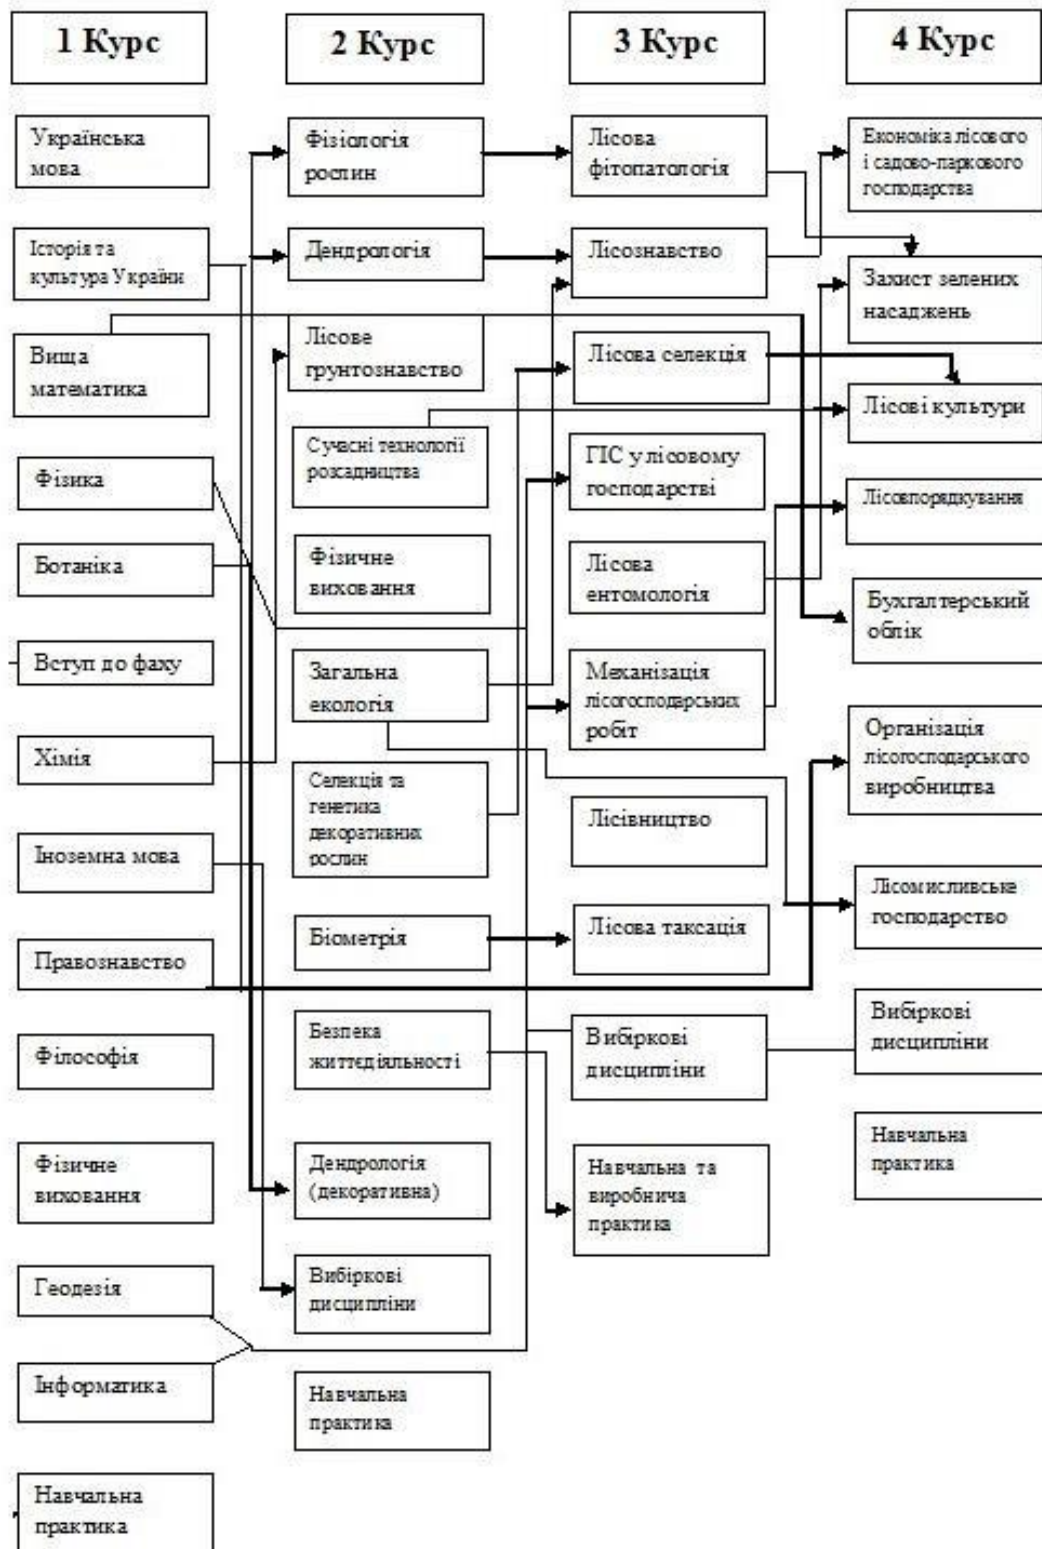 1 Курс
Українська
мова
Історія та
культура України
Вища
математика
Фізика
Ботаніка
Вступ до фаху
Хімія
Іноземна мова
Правознавство
Філософія
Фізичне
виховання
Геодезія
Інформатика
Навчальна
практика
2 Курс
Фізіологія
рослин
Дендрологія
Лісове
грунтознавство
Сучасні технології
розсадництва
Фізичне
виховання
Загальна
екологія
Селекція та
генетика
декоративних
рослин
Біометрія
Безпека
життєдіяльності
Дендрологія
(декоративна)
Вибіркові
дисципліни
Навчальна
практика
3 Курс
Лісова
фітопатологія
Лісознавство
Лісова селекція
ГІС у лісовому
господарстві
Лісова
ентомологія
Механізація
лісогосподарських
робіт
Лісівництво
Лісова таксація
Вибіркові
дисципліни
Навчальна та
виробнича
практика
4 Курс
Економіка лісового
і садово-паркового
господарства
Захист зелених
насаджень
Лісові культури
Лісовпорядкування
Бухгалтерський
облік
Організація
лісогосподарського
виробництва
Лісомисливське
господарство
Вибіркові
дисципліни
Навчальна
практика